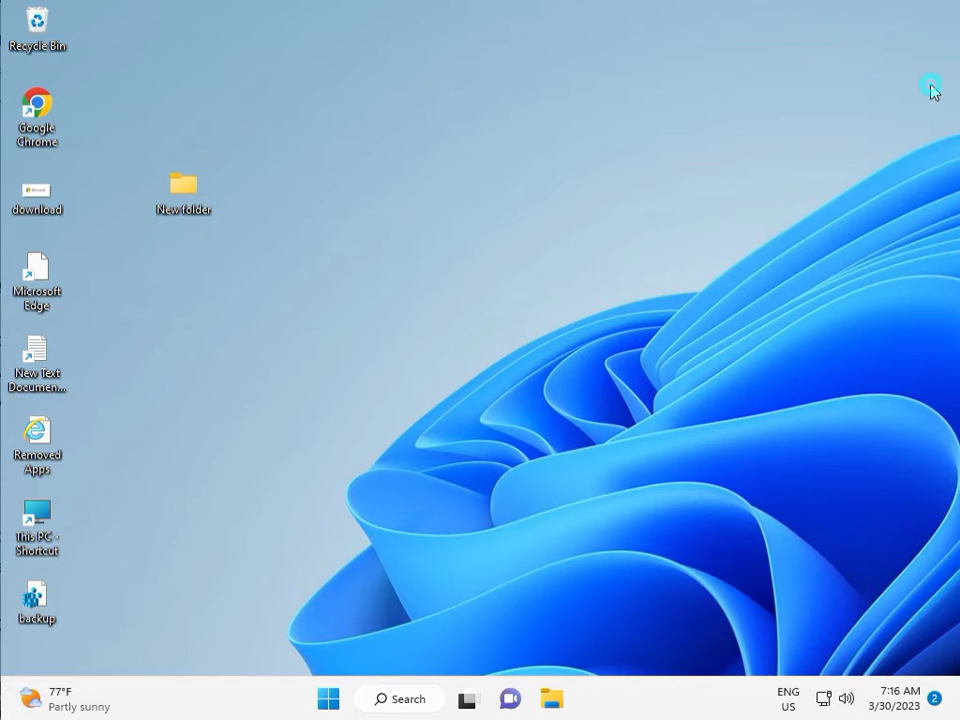 Recycle Bin
Google
Chrome
download
New folder
Microsoft
Edge
New Text
Documen...
Removed
Apps
This PC -
Shortcut
backup
77°F
Partly sunny
Search
ENG
US
7:16 AM
3/30/2023
2